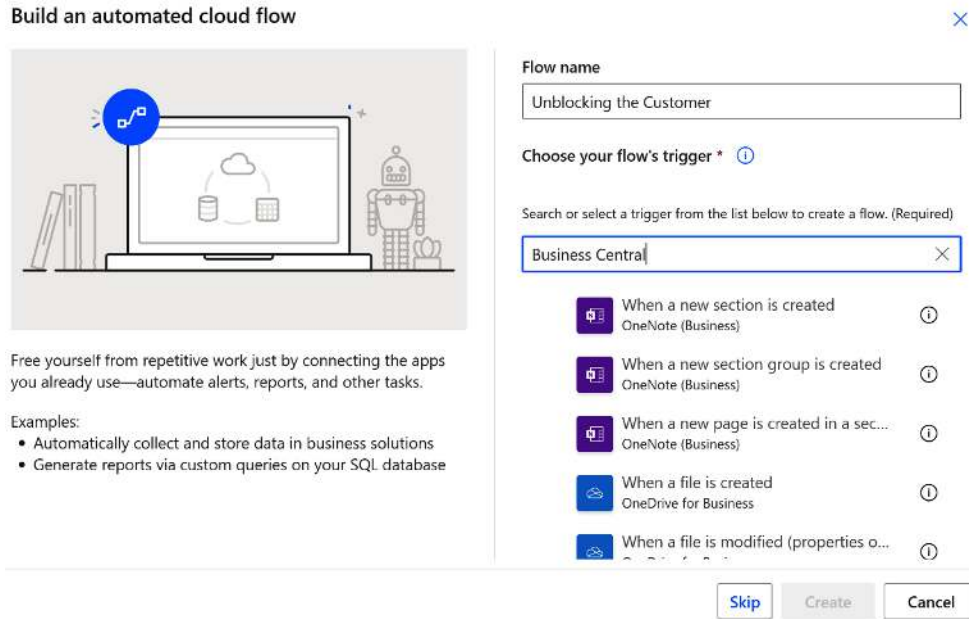 Build an automated cloud flow
Free yourself from repetitive work just by connecting the apps
you already use—automate alerts, reports, and other tasks.
Examples:
• Automatically collect and store data in business solutions
• Generate reports via custom queries on your SQL database
Flow name
Unblocking the Customer
Choose your flow's trigger *
Search or select a trigger from the list below to create a flow. (Required)
Business Central
When a new section is created
OneNote (Business)
When a new section group is created
OneNote (Business)
When a new page is created in a sec...
OneNote (Business)
When a file is created
OneDrive for Business
When a file is modified (properties o...
Skip
Create
Cancel